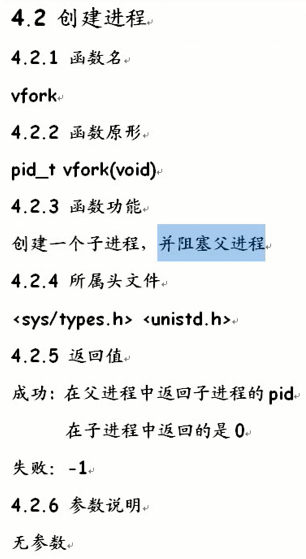 4.2 创建进程
4.2.1 函数名
vfork
4.2.2 函数原形
pid_t vfork(void)
4.2.3 函数功能
创建一个子进程，并阻塞父进程
4.2.4 所属头文件
<sys/types.h> <unistd.h>
4.2.5 返回值
成功：在父进程中返回子进程的pid
在子进程中返回的是0
失败：-1
4.2.6 参数说明
无参数